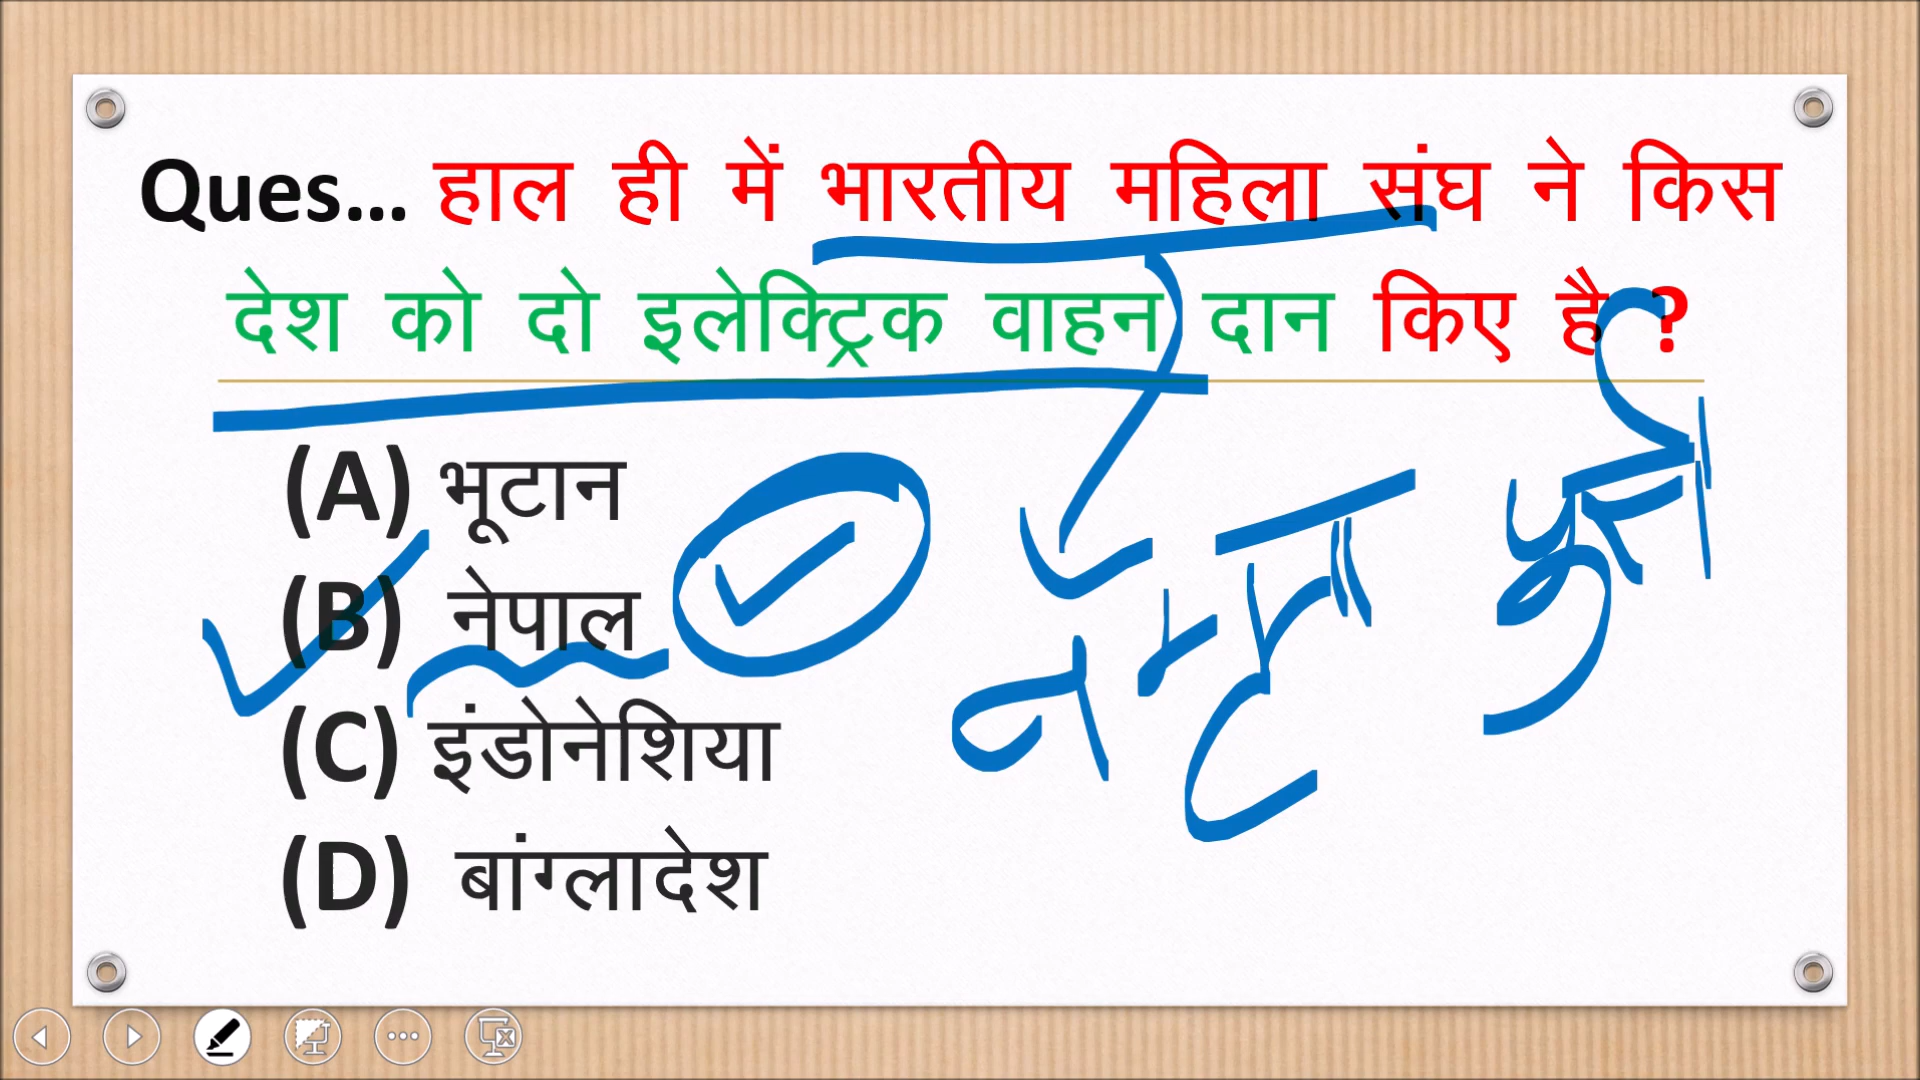 Ques... हाल ही में भारतीय महिला संघ ने किस
देश को दो इलेक्ट्रिक वाहन दान किए है ?
(A) भूटान
(B) नेपाल
(C) इंडोनेशिया
(D) बांग्लादेश